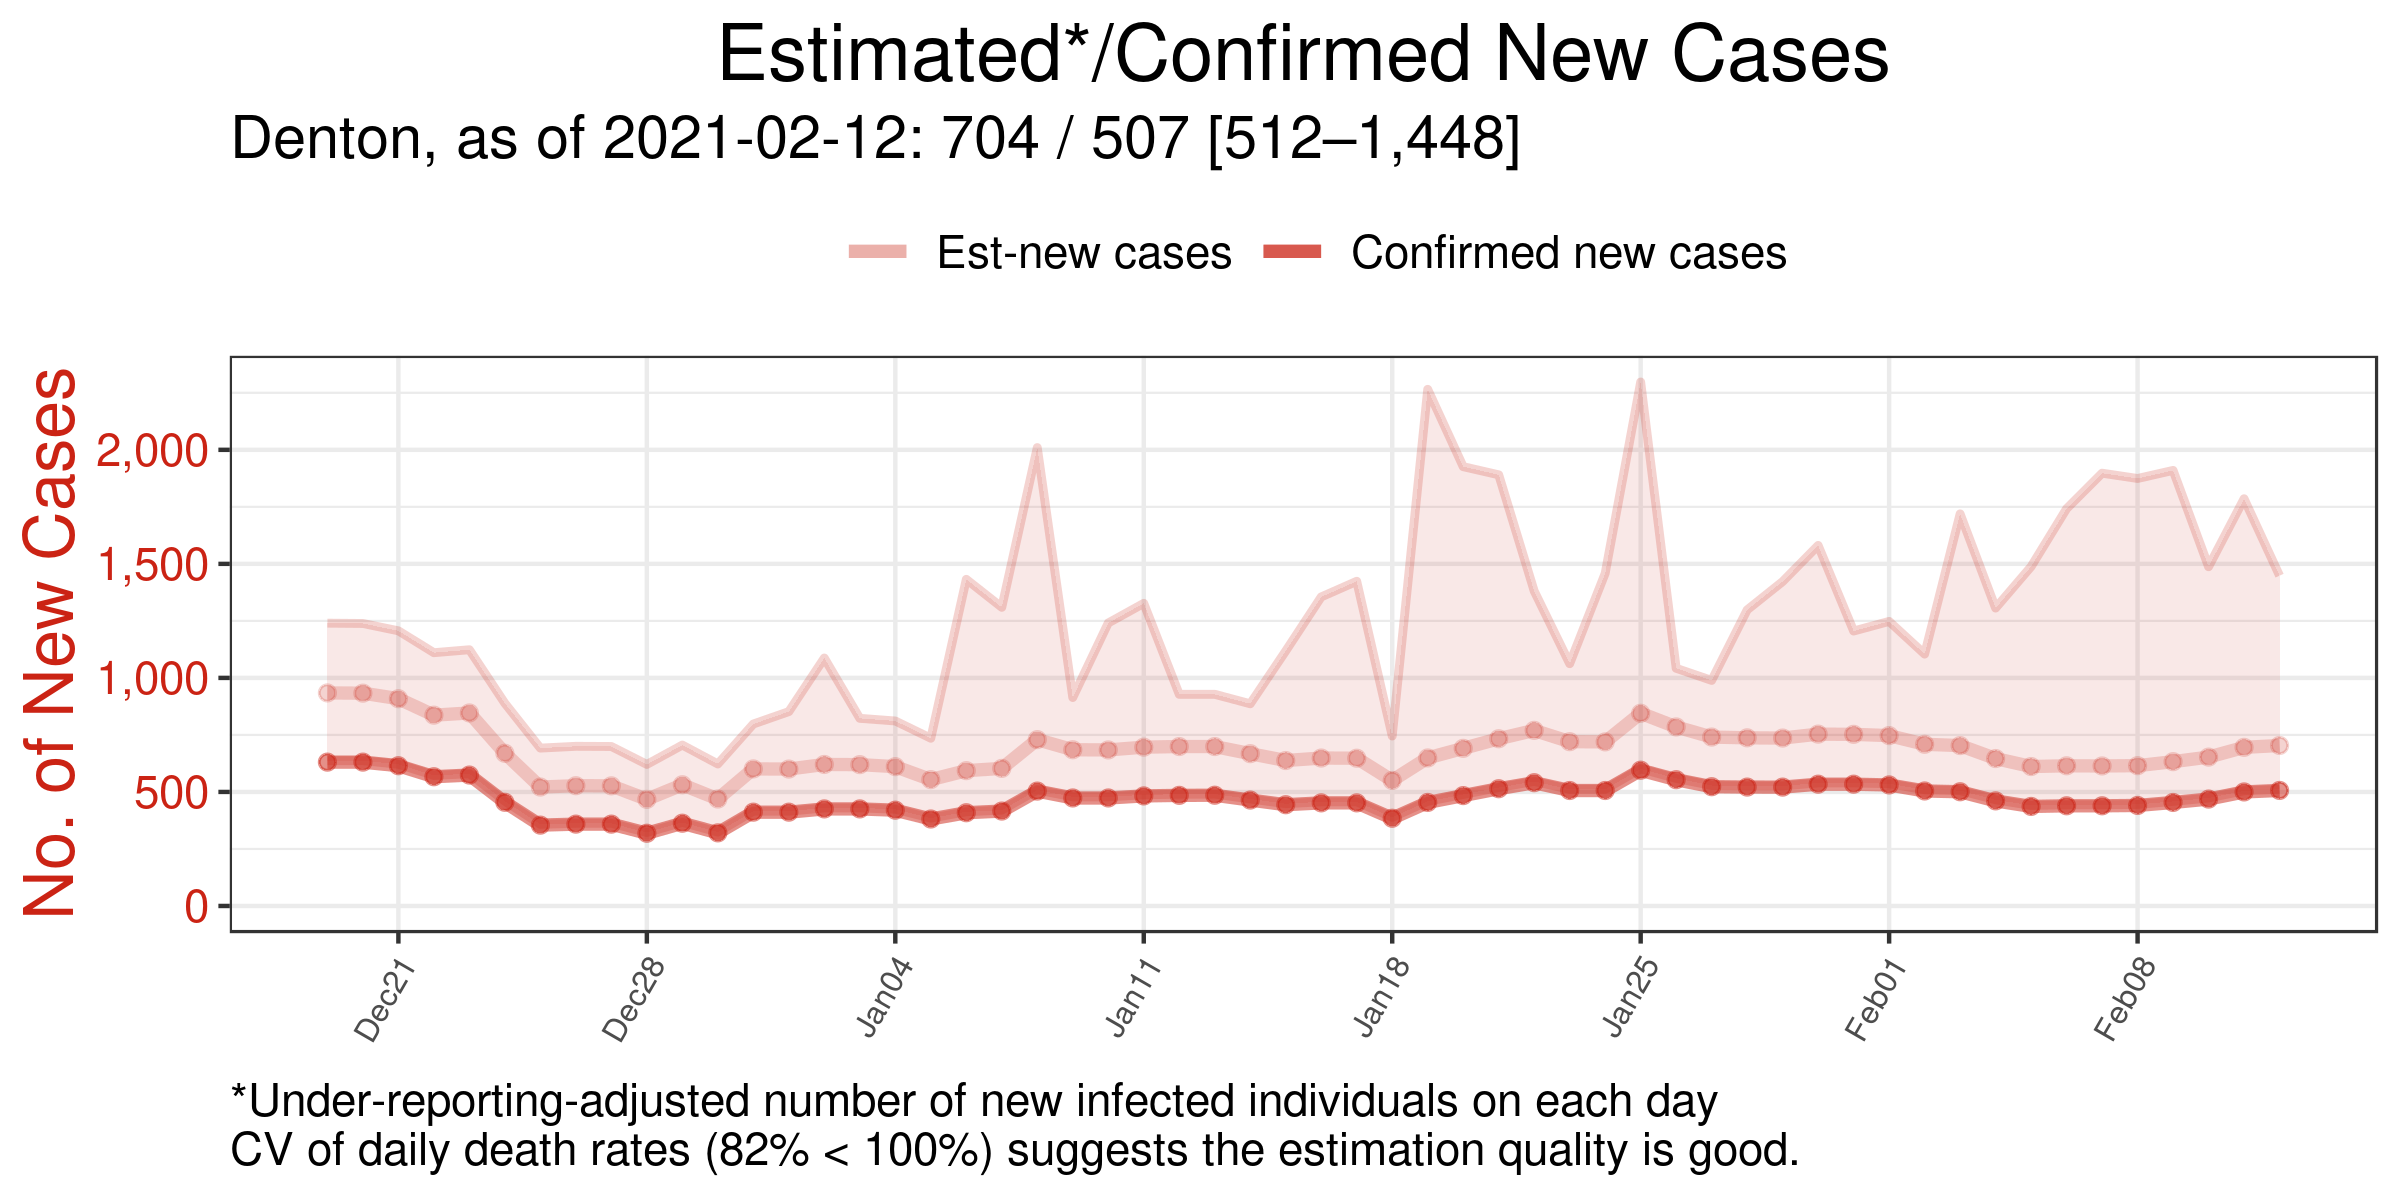 Estimated*/Confirmed New Cases
Denton, as of 2021-02-12: 704 / 507 [512–1,448]
Est-new cases Confirmed new cases
No. of New Cases
2,000
1,500
1,000
500
0
Dec21 Dec28 Jan04 Jan11 Jan18 Jan25 Feb01 Feb08
*Under-reporting-adjusted number of new infected individuals on each day
CV of daily death rates (82% < 100%) suggests the estimation quality is good.